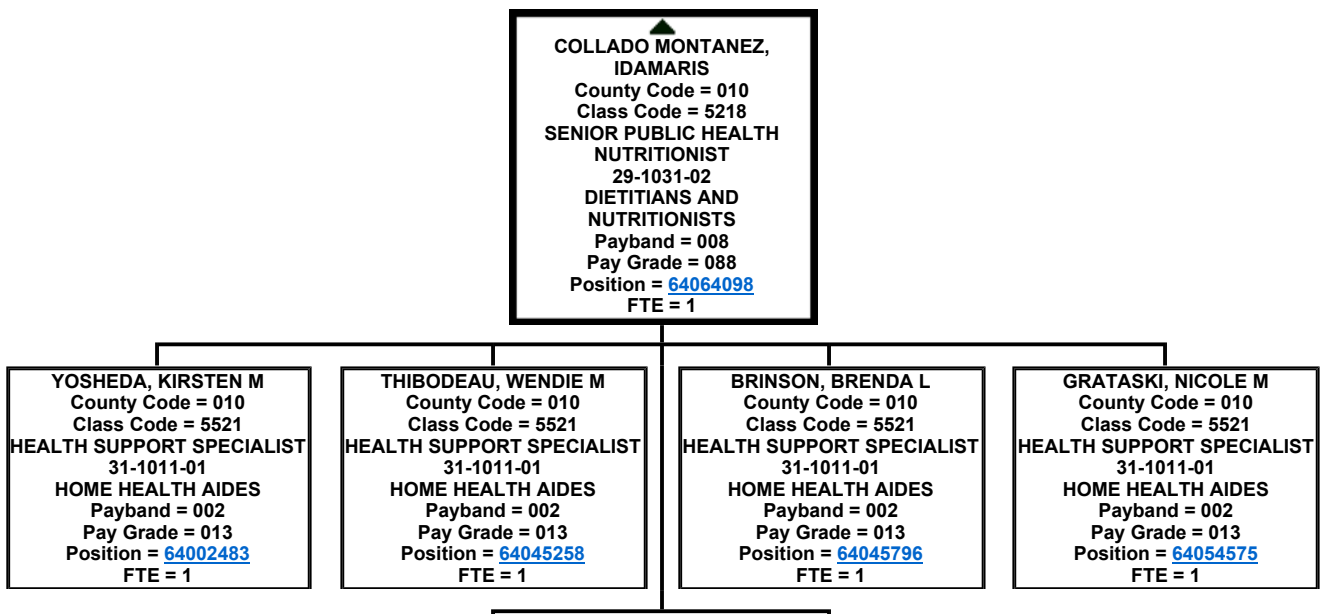 COLLADO MONTANEZ,
IDAMARIS
County Code = 010
Class Code = 5218
SENIOR PUBLIC HEALTH
NUTRITIONIST
29-1031-02
DIETITIANS AND
NUTRITIONISTS
Payband = 008
Pay Grade = 088
Position = 64064098
FTE = 1
YOSHEDA, KIRSTEN M
County Code = 010
Class Code = 5521
HEALTH SUPPORT SPECIALIST
31-1011-01
HOME HEALTH AIDES
Payband = 002
Pay Grade = 013
Position = 64002483
FTE = 1
THIBODEAU, WENDIE M
County Code = 010
Class Code = 5521
HEALTH SUPPORT SPECIALIST
31-1011-01
HOME HEALTH AIDES
Payband = 002
Pay Grade = 013
Position = 64045258
FTE = 1
BRINSON, BRENDA L
County Code = 010
Class Code = 5521
HEALTH SUPPORT SPECIALIST
31-1011-01
HOME HEALTH AIDES
Payband = 002
Pay Grade = 013
Position = 64045796
FTE = 1
GRATASKI, NICOLE M
County Code = 010
Class Code = 5521
HEALTH SUPPORT SPECIALIST
31-1011-01
HOME HEALTH AIDES
Payband = 002
Pay Grade = 013
Position = 64054575
FTE = 1